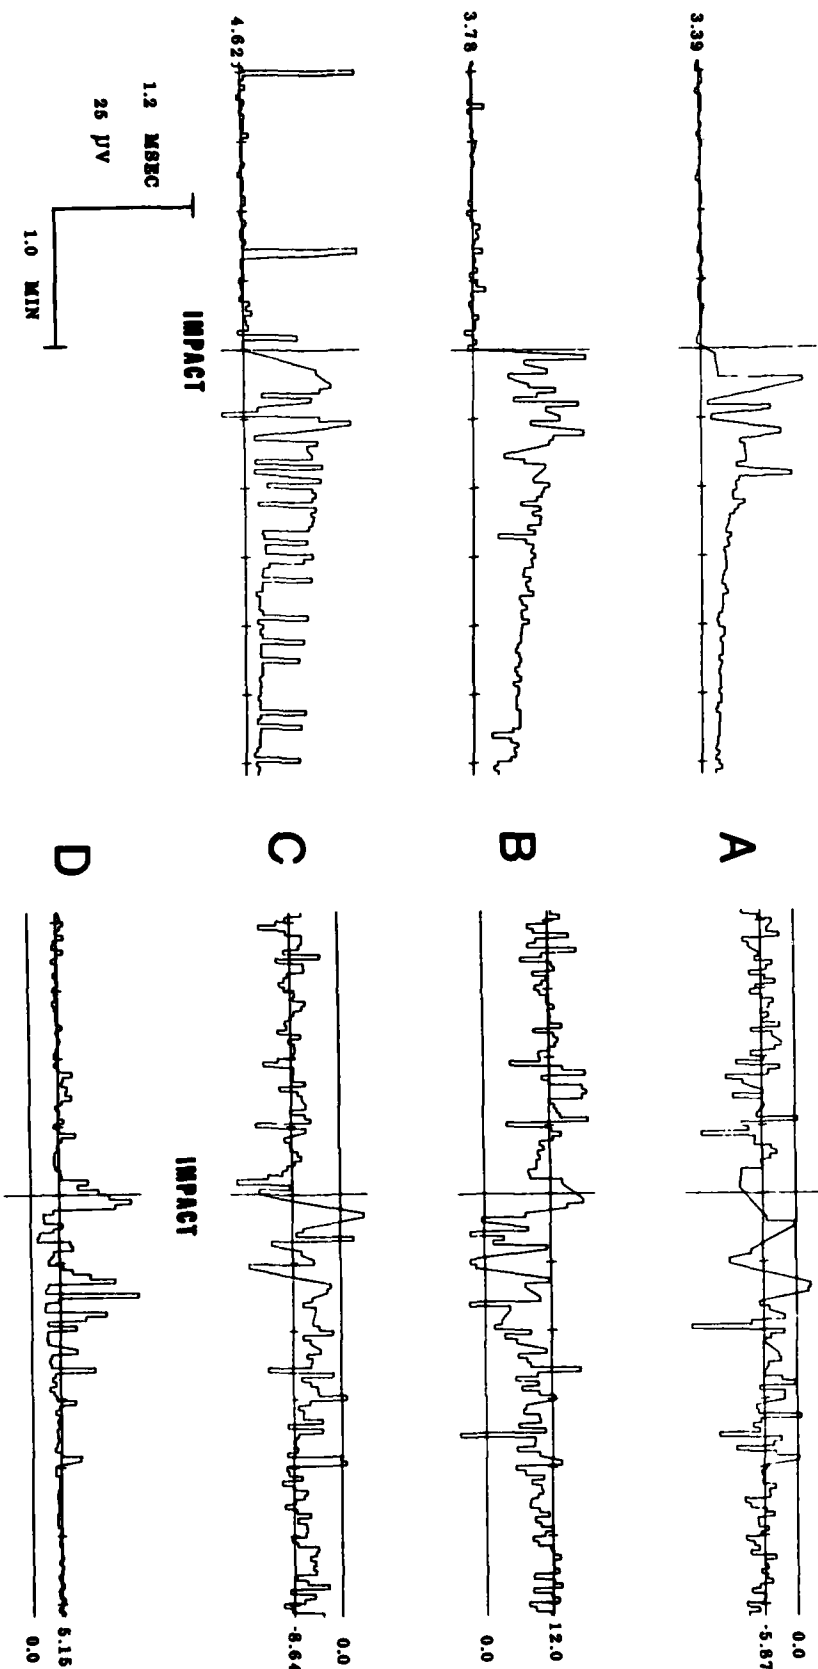 3.39
A
0.0
-5.87
3.78
B
12.0
0.0
4.62
C
0.0
-8.64
IMPACT
IMPACT
1.2 MSEC
25 µV
1.0 MIN
D
5.15
0.0